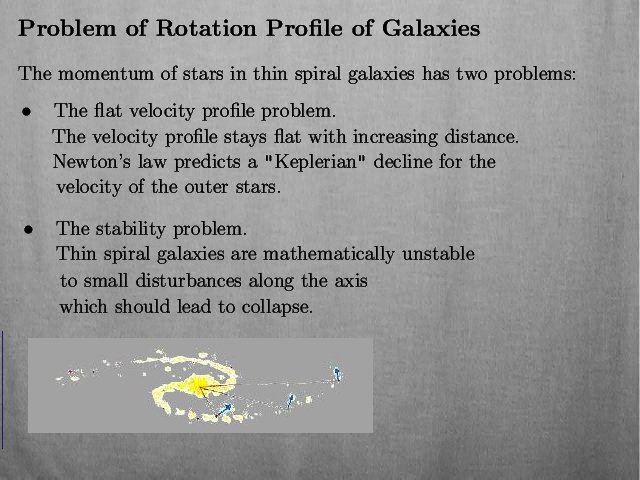 Problem of Rotation Profile of Galaxies
The momentum of stars in thin spiral galaxies has two problems:
● The flat velocity profile problem.
The velocity profile stays flat with increasing distance.
Newton's law predicts a "Keplerian" decline for the
velocity of the outer stars.
● The stability problem.
Thin spiral galaxies are mathematically unstable
to small disturbances along the axis
which should lead to collapse.